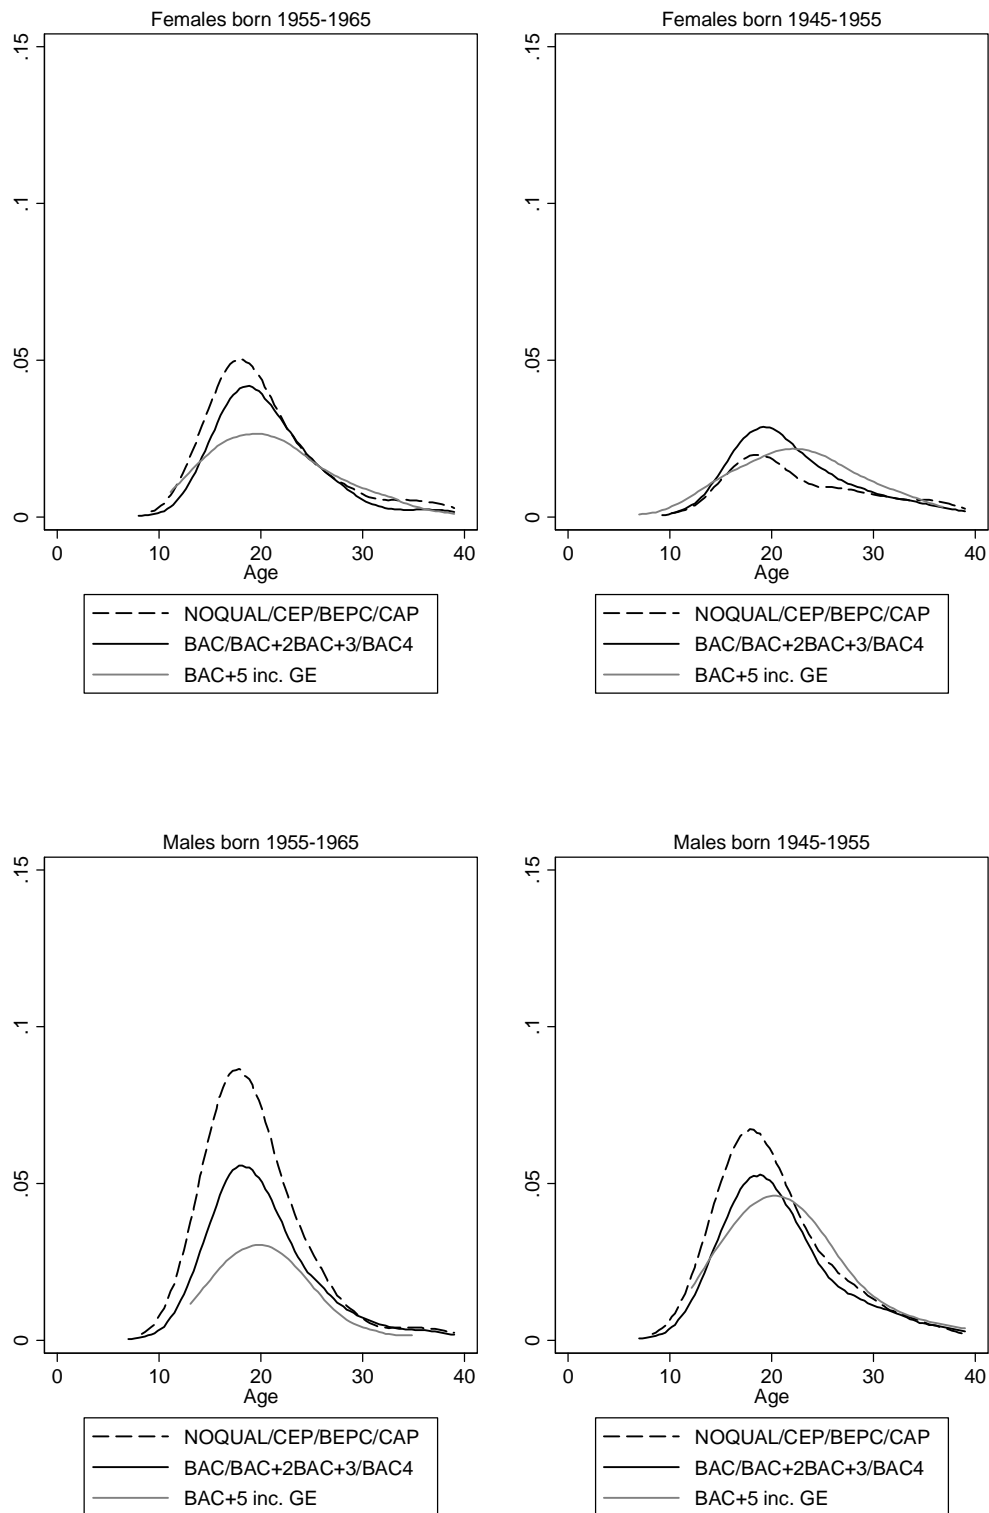 Females born 1955-1965
.15
.1
.05
0
0 10 20 30 40
Age
NOQUAL/CEP/BEPC/CAP
BAC/BAC+2BAC+3/BAC4
BAC+5 inc. GE
Females born 1945-1955
.15
.1
.05
0
0 10 20 30 40
Age
NOQUAL/CEP/BEPC/CAP
BAC/BAC+2BAC+3/BAC4
BAC+5 inc. GE
Males born 1955-1965
.15
.1
.05
0
0 10 20 30 40
Age
NOQUAL/CEP/BEPC/CAP
BAC/BAC+2BAC+3/BAC4
BAC+5 inc. GE
Males born 1945-1955
.15
.1
.05
0
0 10 20 30 40
Age
NOQUAL/CEP/BEPC/CAP
BAC/BAC+2BAC+3/BAC4
BAC+5 inc. GE